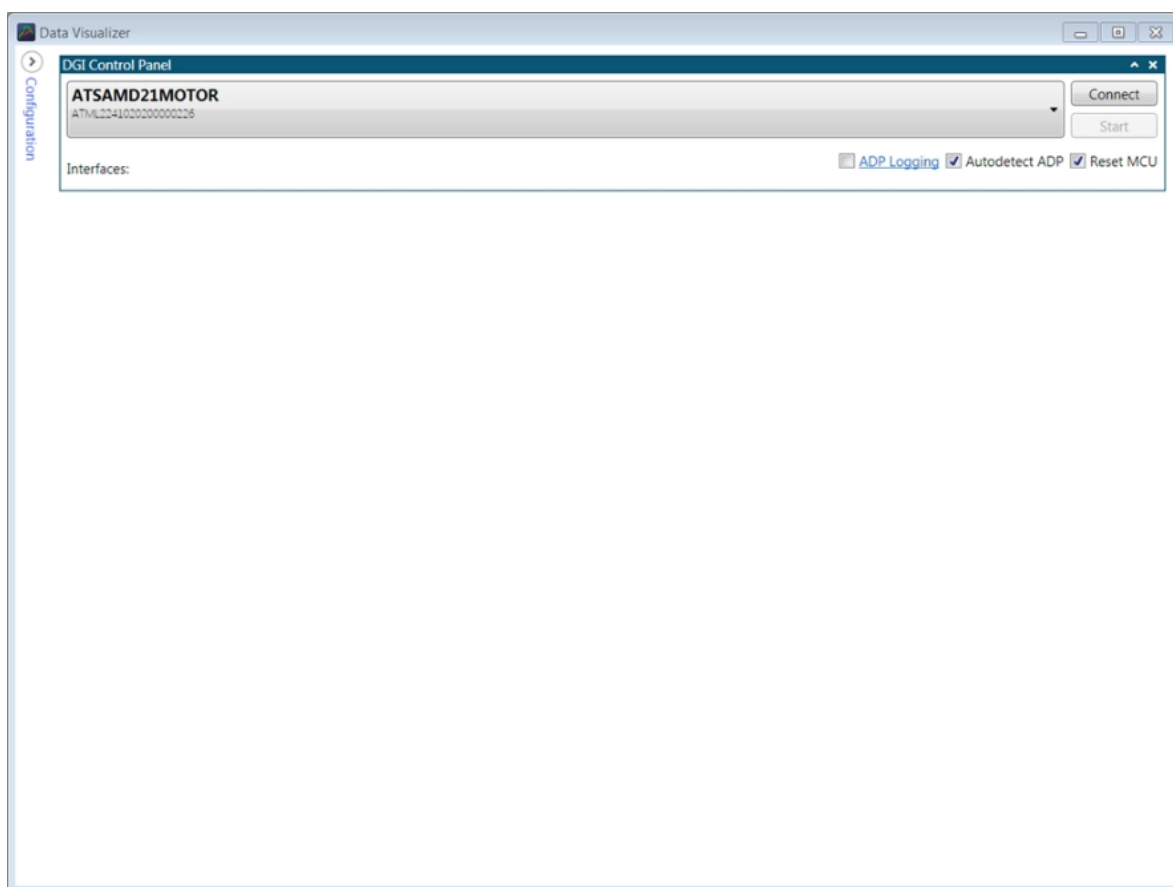 Data Visualizer
Configuration
DGI Control Panel
ATSAMD21MOTOR
ATML2241020200000226
Connect
Start
Interfaces:
ADP Logging Autodetect ADP Reset MCU